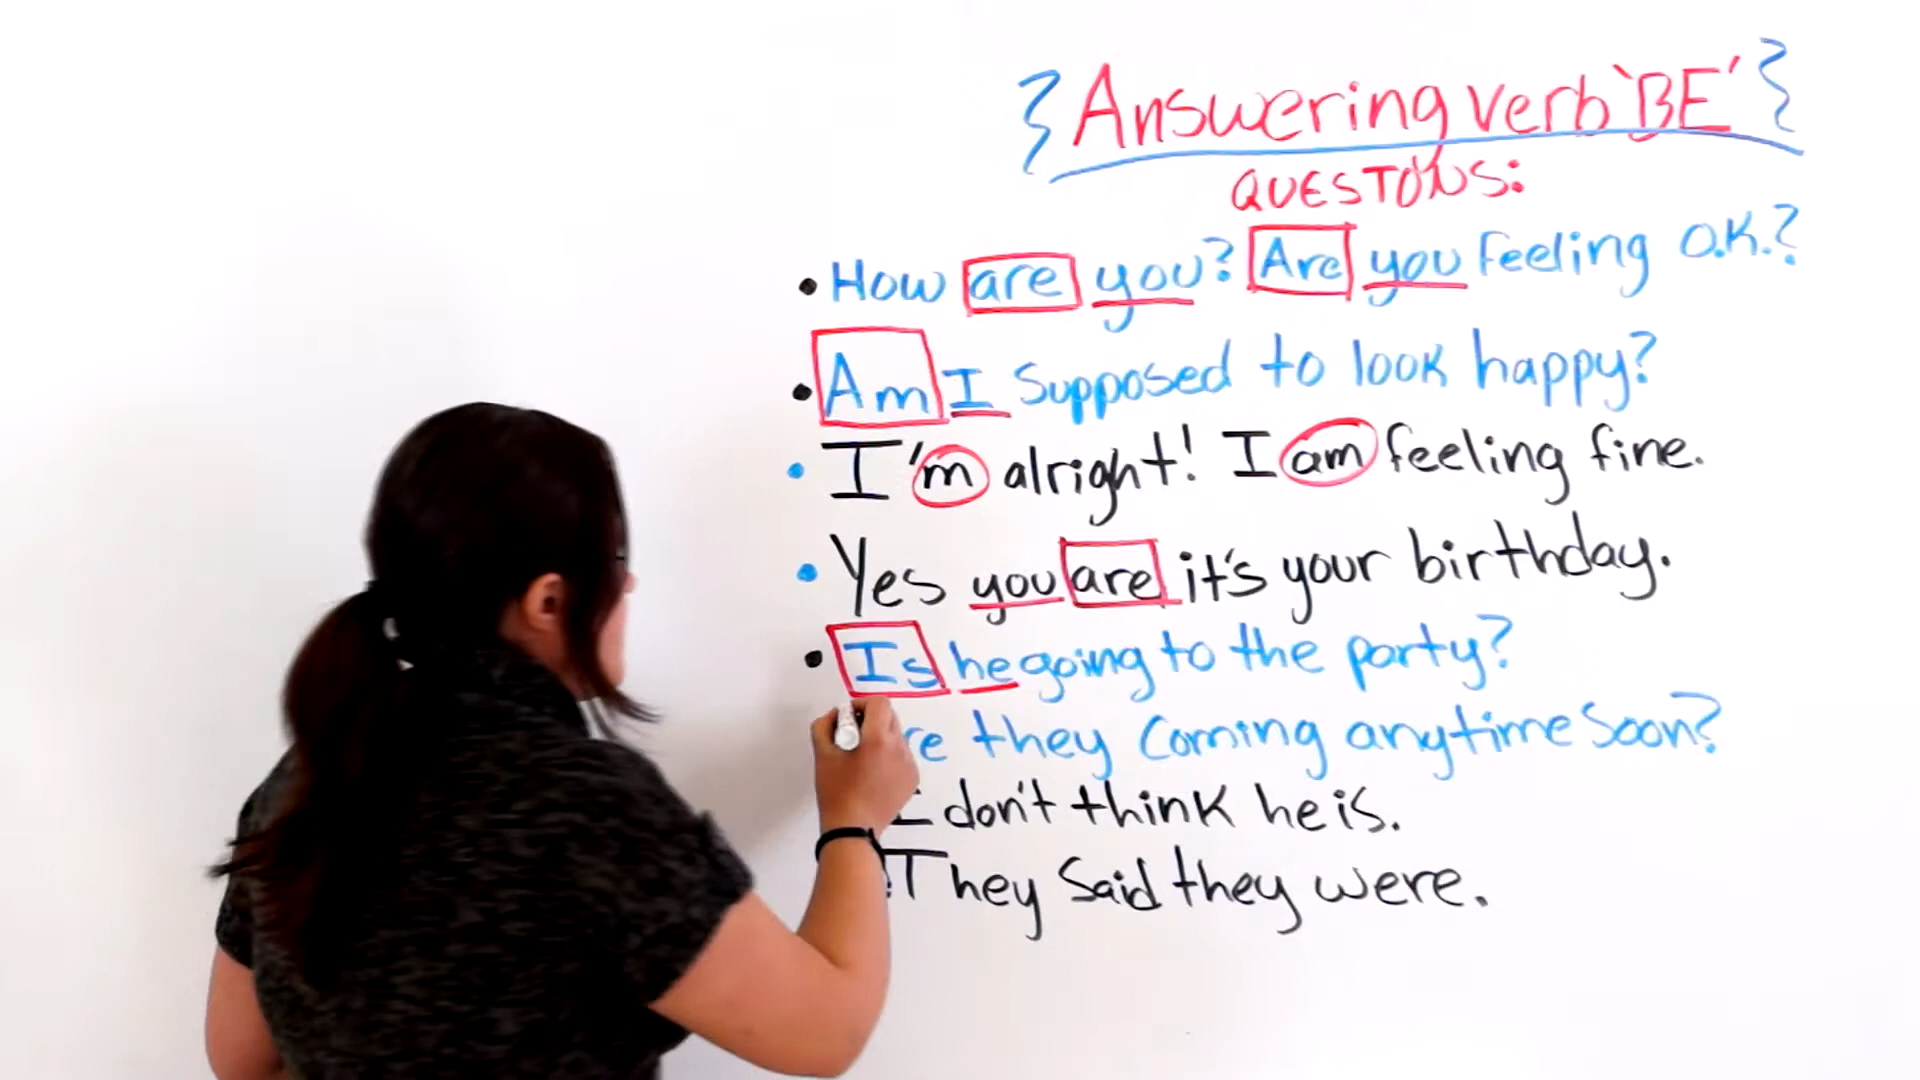 { Answering verb 'BE' }
QUESTONS:
• How are you? Are you feeling O.K.?
• Am I supposed to look happy?
• I'm alright! I am feeling fine.
• Yes you are it's your birthday.
• Is he going to the party?
they coming anytime soon?
I don't think he is.
They said they were.